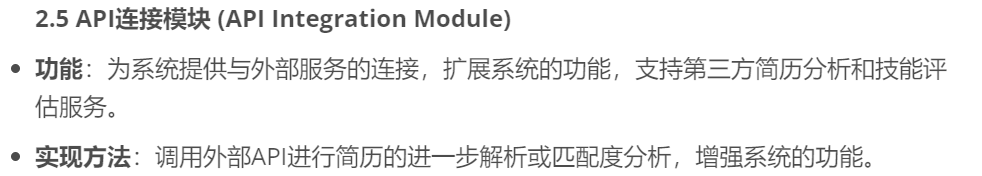 2.5 API连接模块 (API Integration Module)
功能：为系统提供与外部服务的连接，扩展系统的功能，支持第三方简历分析和技能评
估服务。
实现方法：调用外部API进行简历的进一步解析或匹配度分析，增强系统的功能。